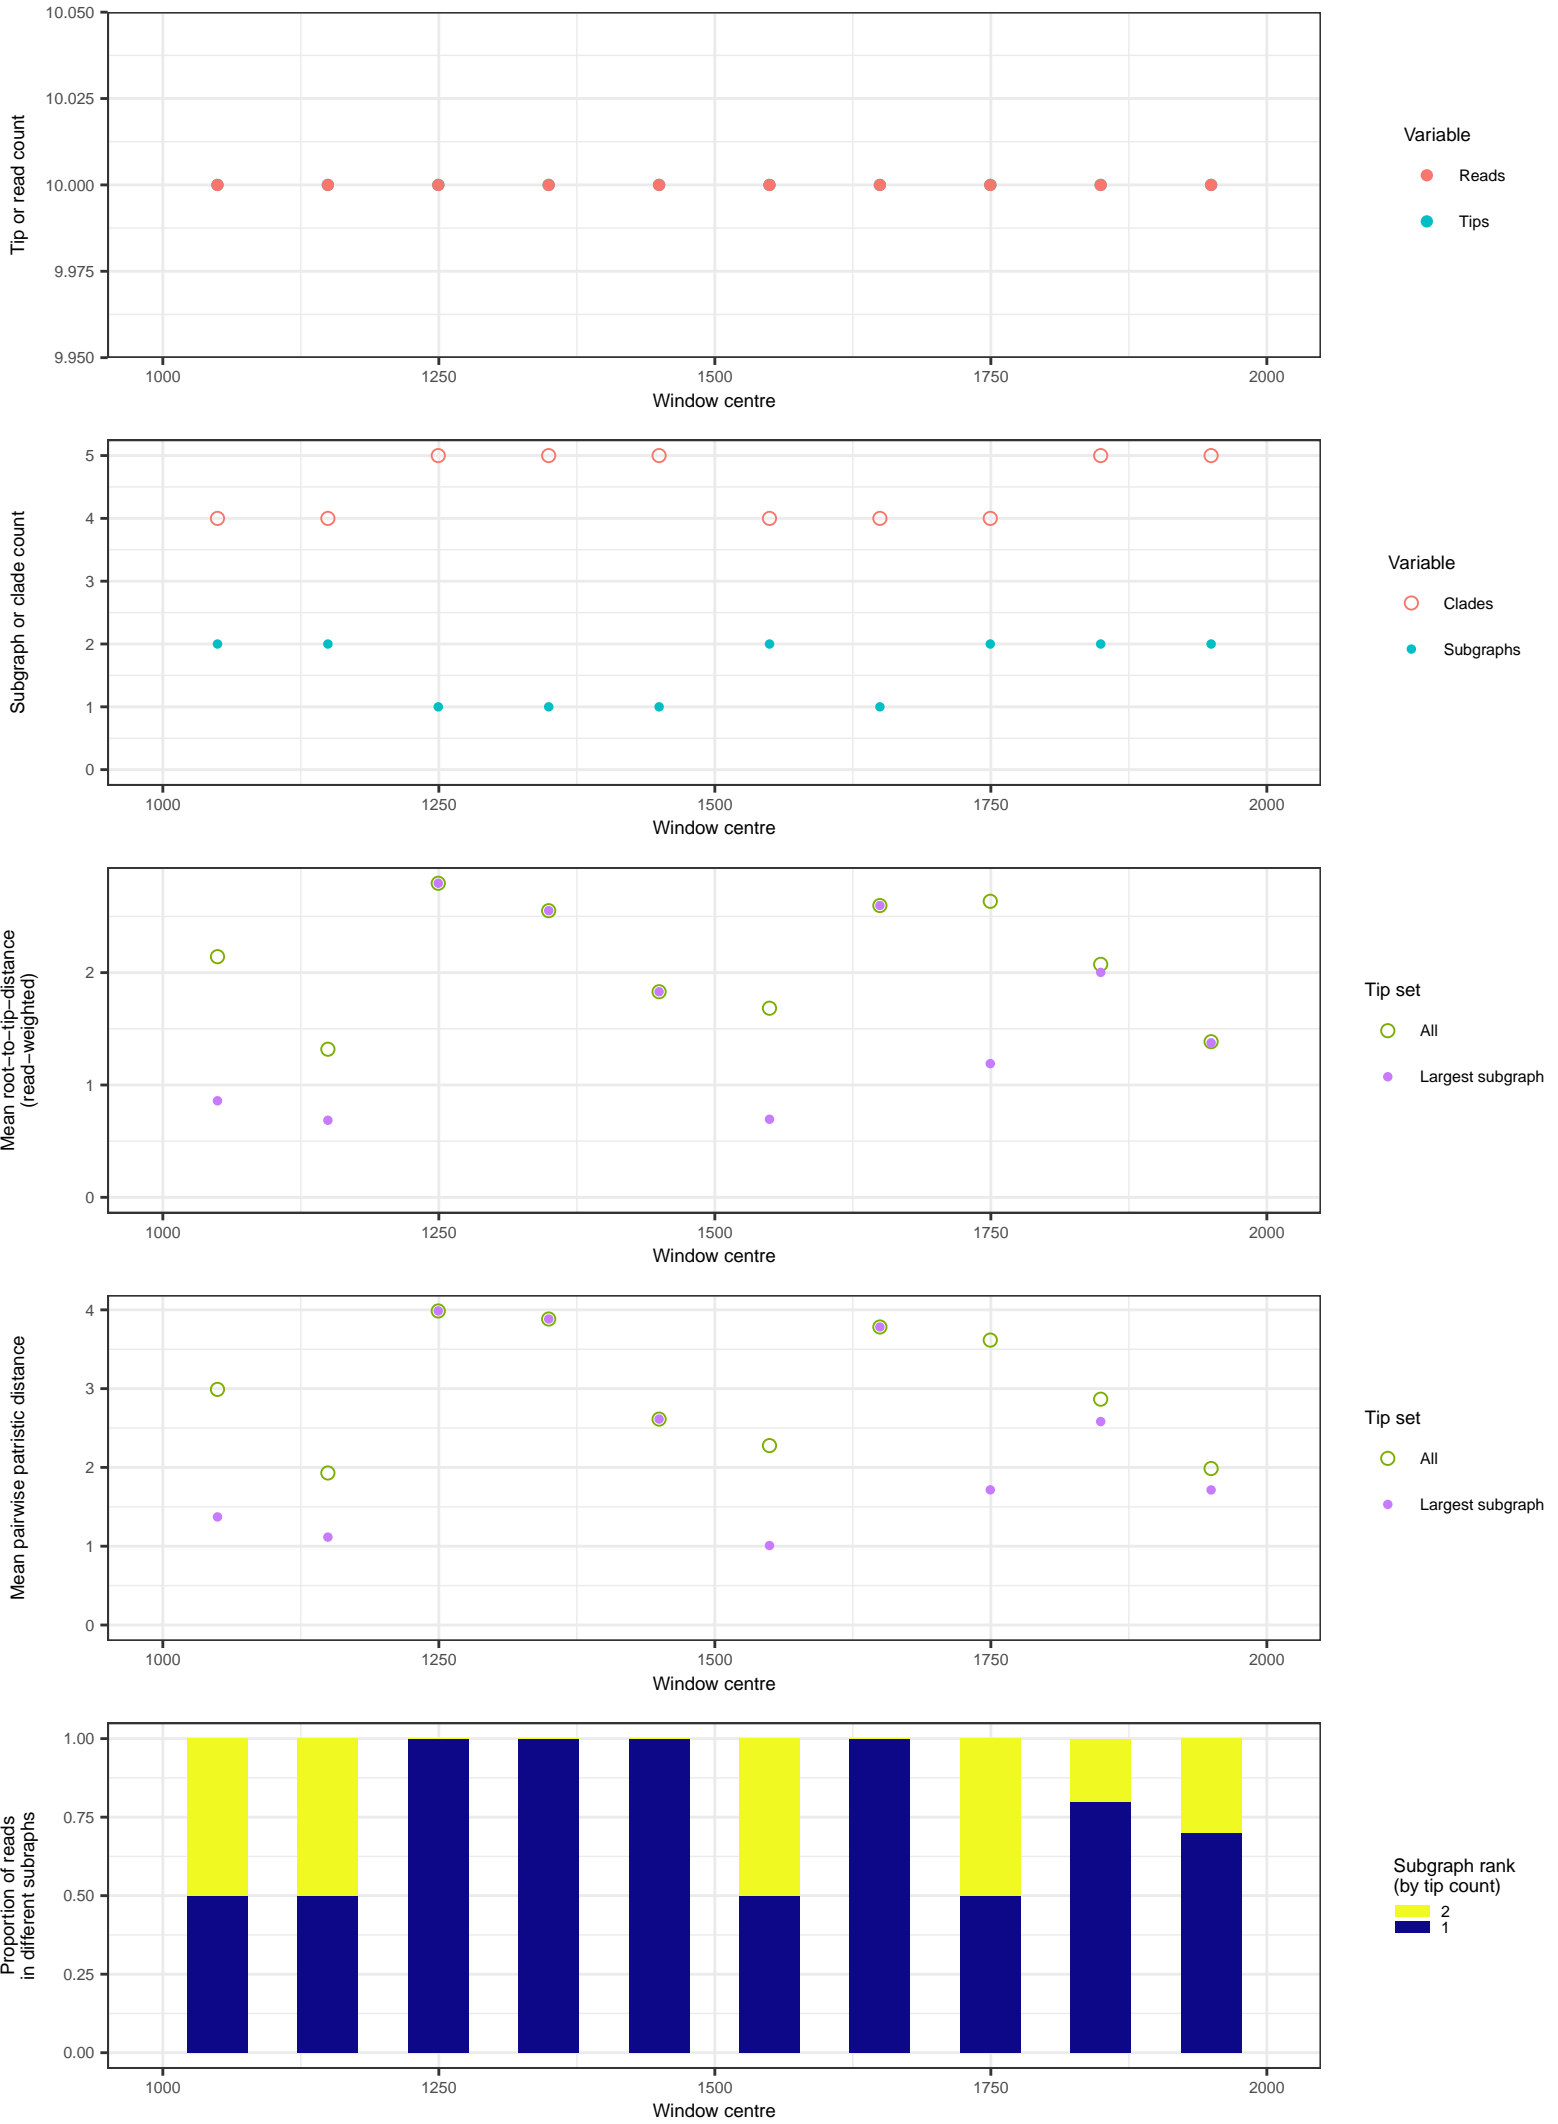 10.050
10.025
10.000
9.975
9.950
Tip or read count
1000 1250 1500 1750 2000
Window centre
Variable
Reads
Tips
5
4
3
2
1
0
Subgraph or clade count
1000 1250 1500 1750 2000
Window centre
Variable
Clades
Subgraphs
2
1
0
Mean root−to−tip−distance
(read−weighted)
1000 1250 1500 1750 2000
Window centre
Tip set
All
Largest subgraph
4
3
2
1
0
Mean pairwise patristic distance
1000 1250 1500 1750 2000
Window centre
Tip set
All
Largest subgraph
1.00
0.75
0.50
0.25
0.00
Proportion of reads
in different subraphs
1000 1250 1500 1750 2000
Window centre
Subgraph rank
(by tip count)
2
1